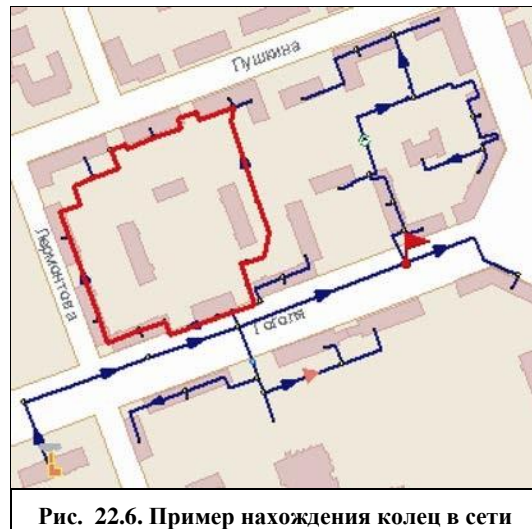 Пушкина
Лермонтова
Гоголя
Рис. 22.6. Пример нахождения колец в сети